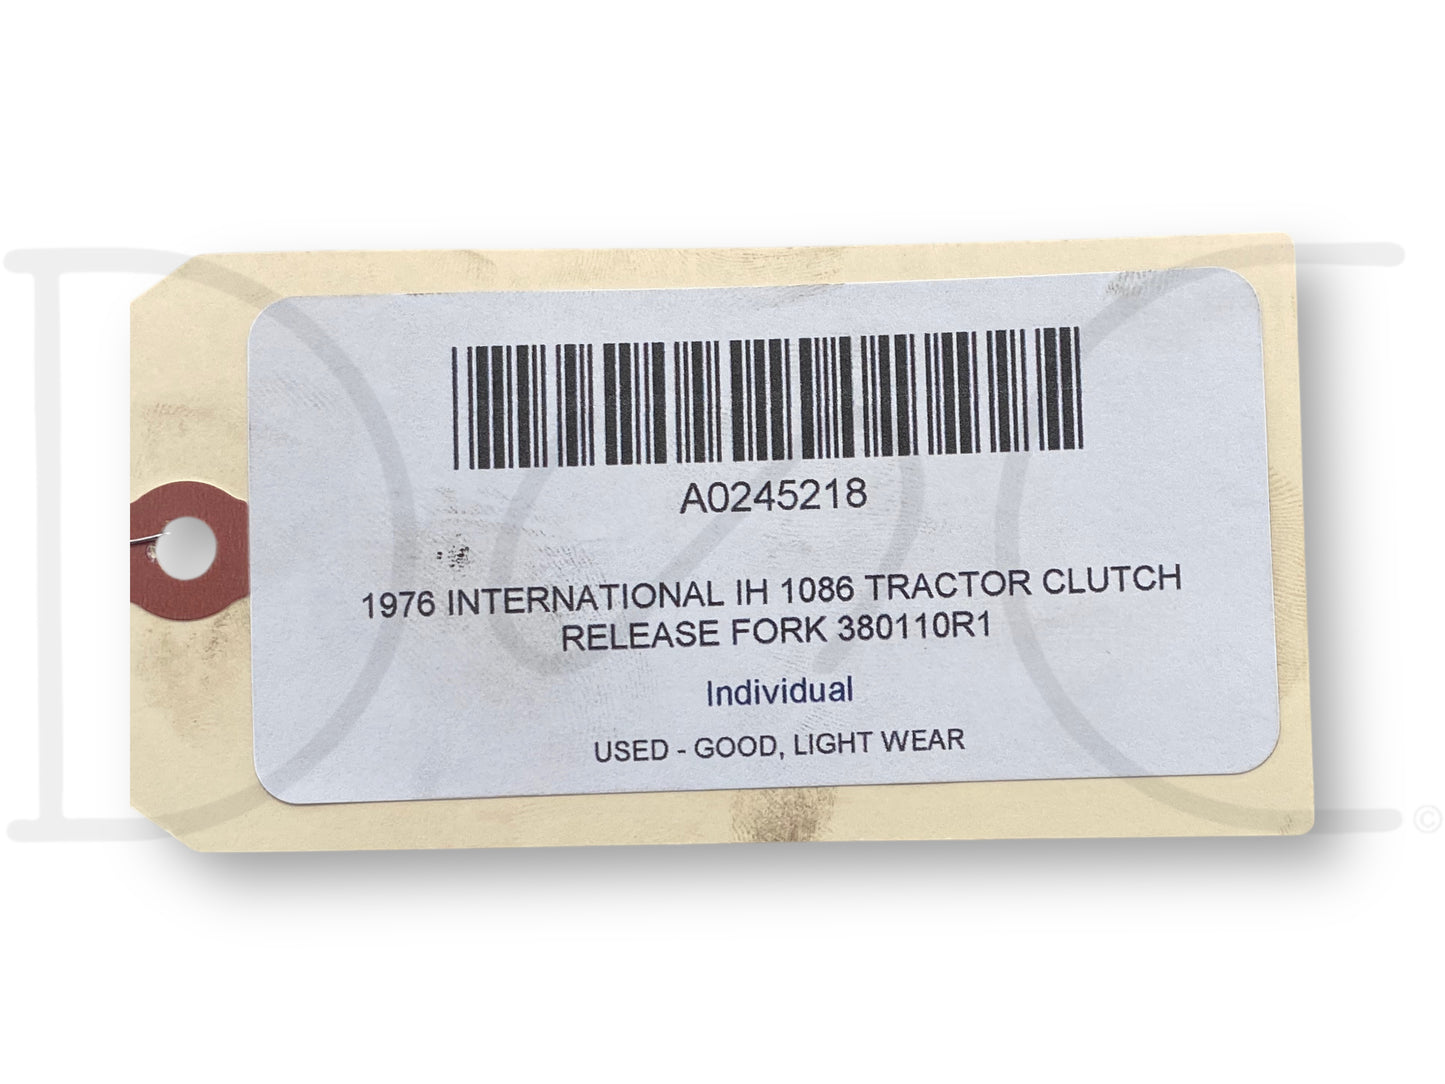 A0245218
1976 INTERNATIONAL IH 1086 TRACTOR CLUTCH
RELEASE FORK 380110R1
Individual
USED - GOOD, LIGHT WEAR
©